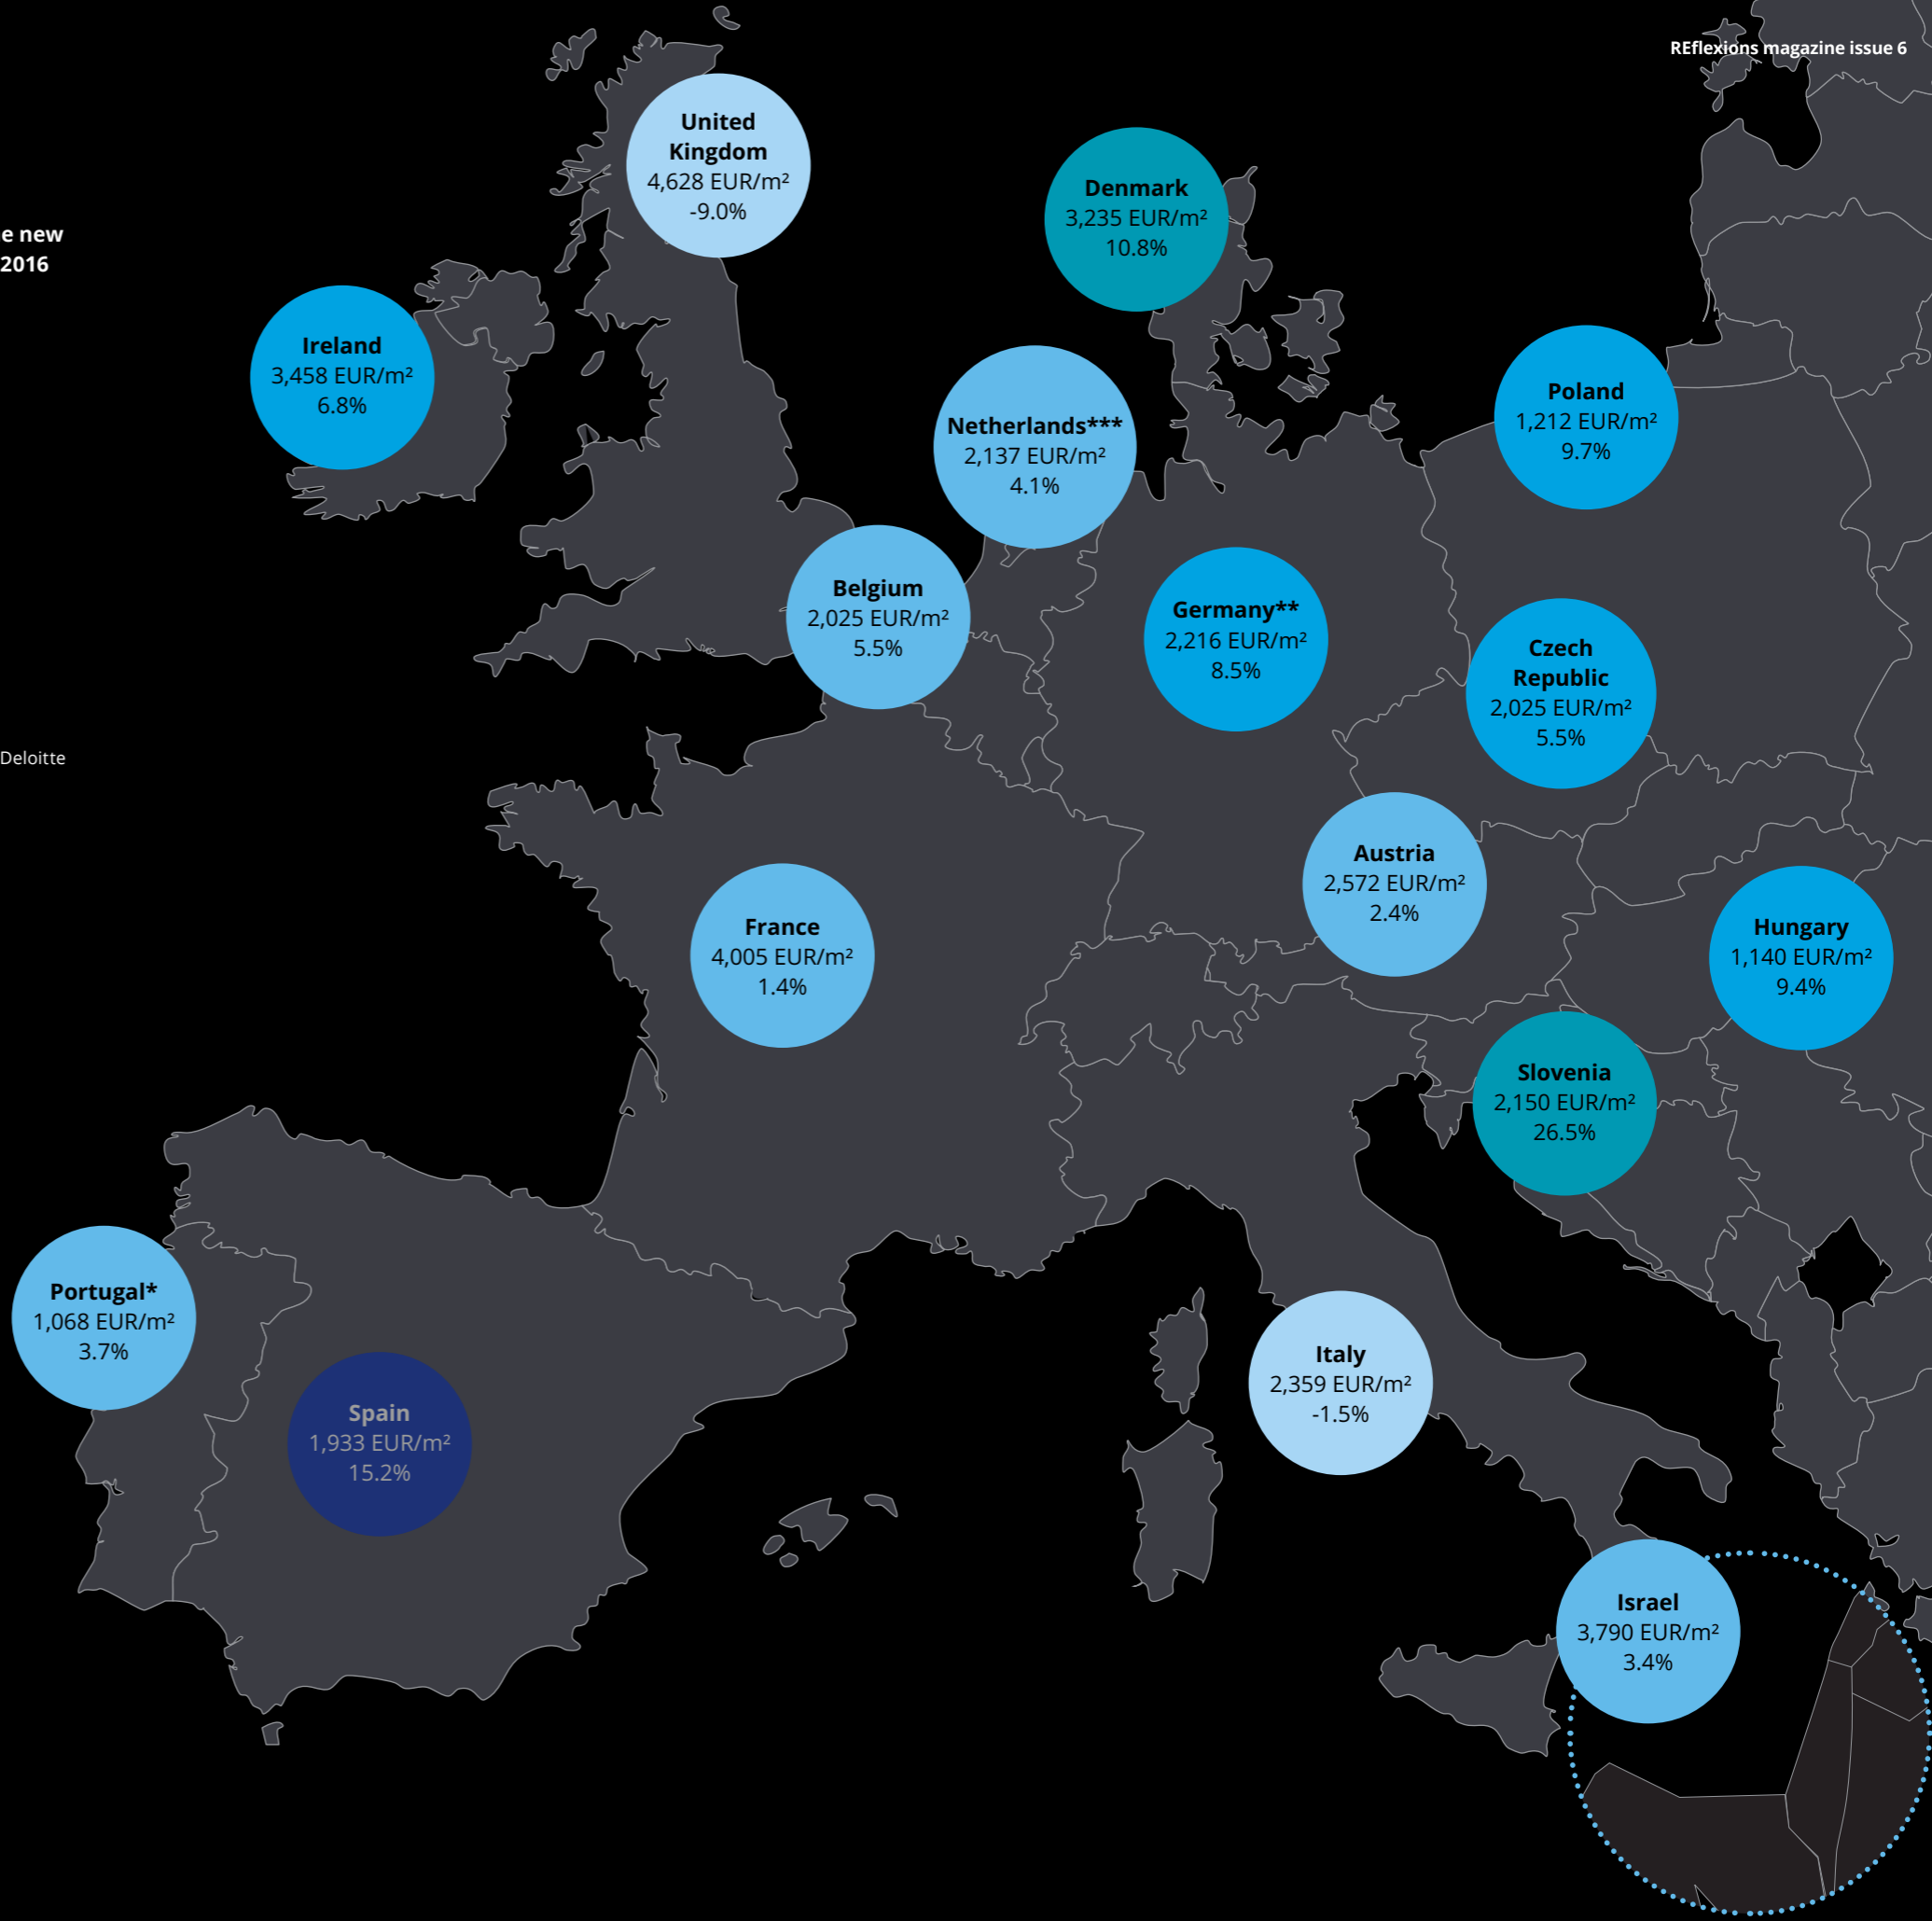 REflexions magazine issue 6
United
Kingdom
4,628 EUR/m²
-9.0%
Denmark
3,235 EUR/m²
10.8%
e new
2016
Ireland
3,458 EUR/m²
6.8%
Poland
1,212 EUR/m²
9.7%
Netherlands***
2,137 EUR/m²
4.1%
Belgium
2,025 EUR/m²
5.5%
Germany**
2,216 EUR/m²
8.5%
Czech
Republic
2,025 EUR/m²
5.5%
Deloitte
Austria
2,572 EUR/m²
2.4%
France
4,005 EUR/m²
1.4%
Hungary
1,140 EUR/m²
9.4%
Slovenia
2,150 EUR/m²
26.5%
Portugal*
1,068 EUR/m²
3.7%
Spain
1,933 EUR/m²
15.2%
Italy
2,359 EUR/m²
-1.5%
Israel
3,790 EUR/m²
3.4%